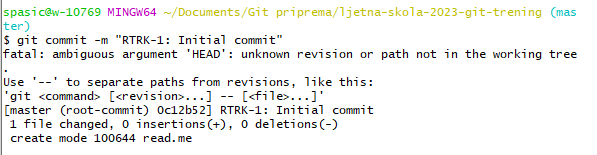 spasic@w-10769 MINGW64 ~/Documents/Git priprema/ljetna-skola-2023-git-trening (mas
ter)
$ git commit -m "RTRK-1: Initial commit"
fatal: ambiguous argument 'HEAD': unknown revision or path not in the working tree
.
Use '--' to separate paths from revisions, like this:
'git <command> [<revision>...] -- [<file>...]'
[master (root-commit) 0c12b52] RTRK-1: Initial commit
 1 file changed, 0 insertions(+), 0 deletions(-)
 create mode 100644 read.me